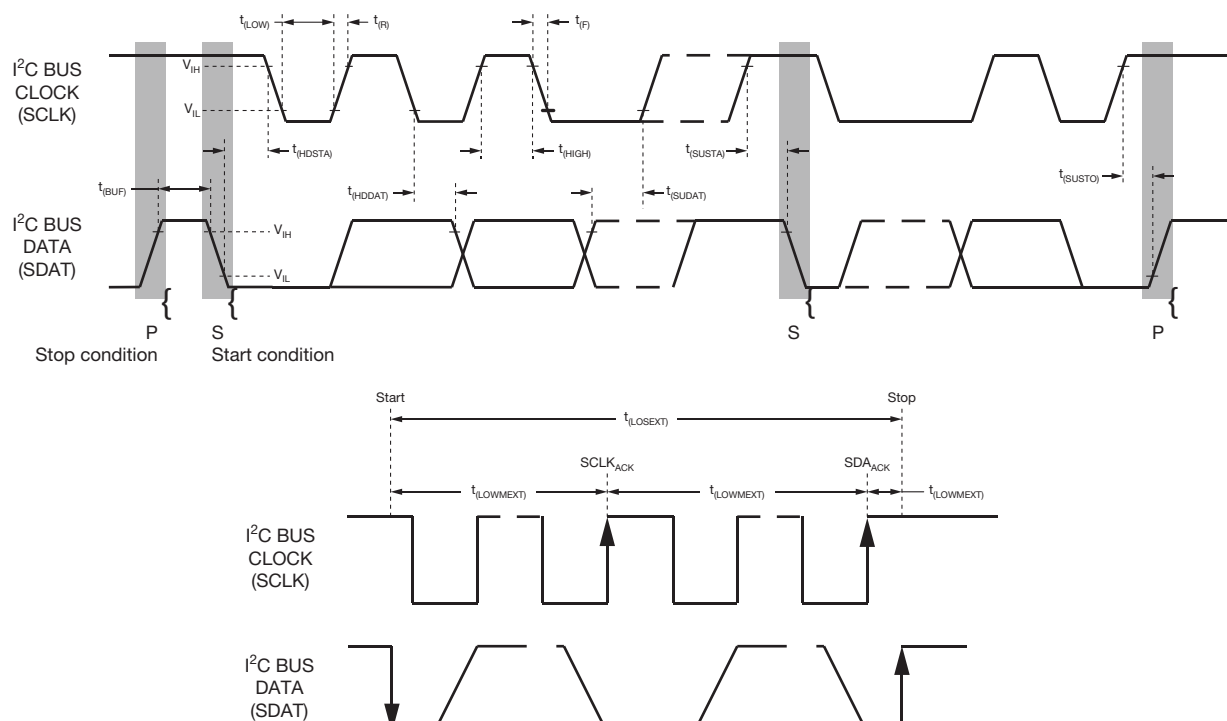 t(LOW)
t(R)
t(F)
I²C BUS
CLOCK
(SCLK)
VIH
VIL
t(HDSTA)
t(HIGH)
t(SUSTA)
t(BUF)
t(HDDAT)
t(SUDAT)
t(SUSTO)
I²C BUS
DATA
(SDAT)
VIH
VIL
P
S
S
P
Stop condition
Start condition
Start
Stop
t(LOSEXT)
SCLKACK
SDAACK
t(LOWMEXT)
t(LOWMEXT)
t(LOWMEXT)
I²C BUS
CLOCK
(SCLK)
I²C BUS
DATA
(SDAT)